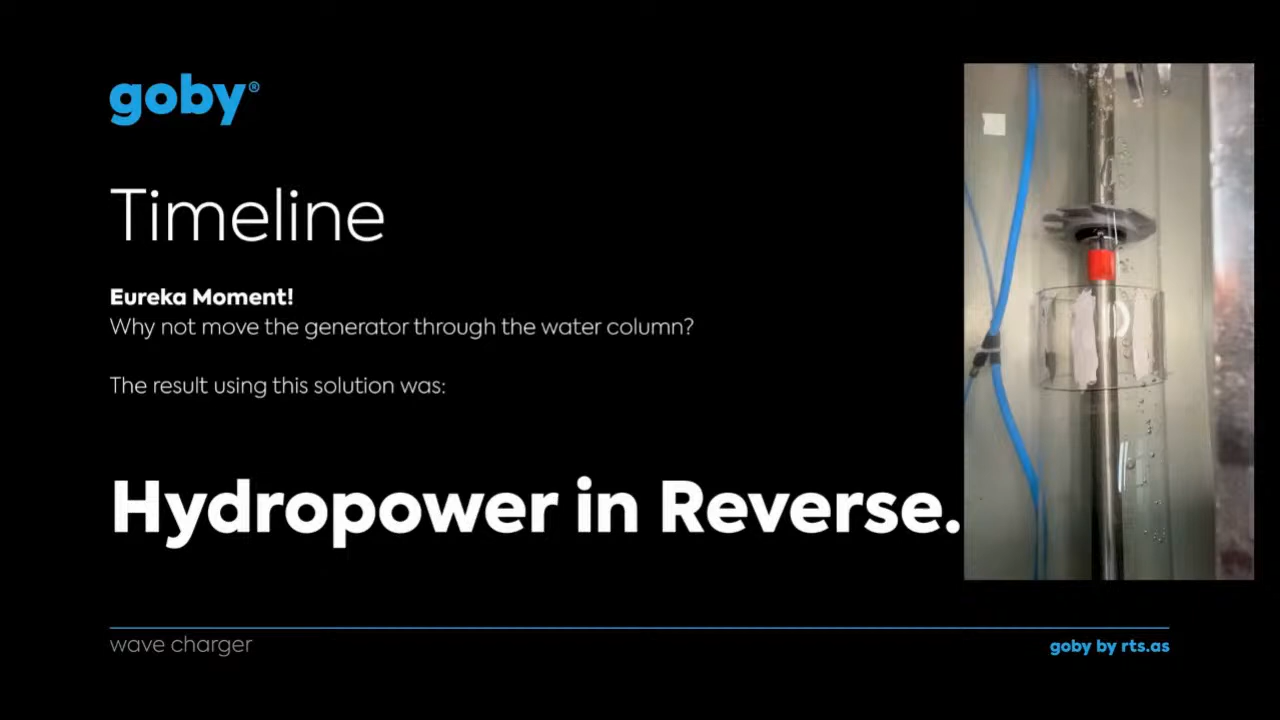 goby®
Timeline
Eureka Moment!
Why not move the generator through the water column?
The result using this solution was:
Hydropower in Reverse.
wave charger
goby by rts.as